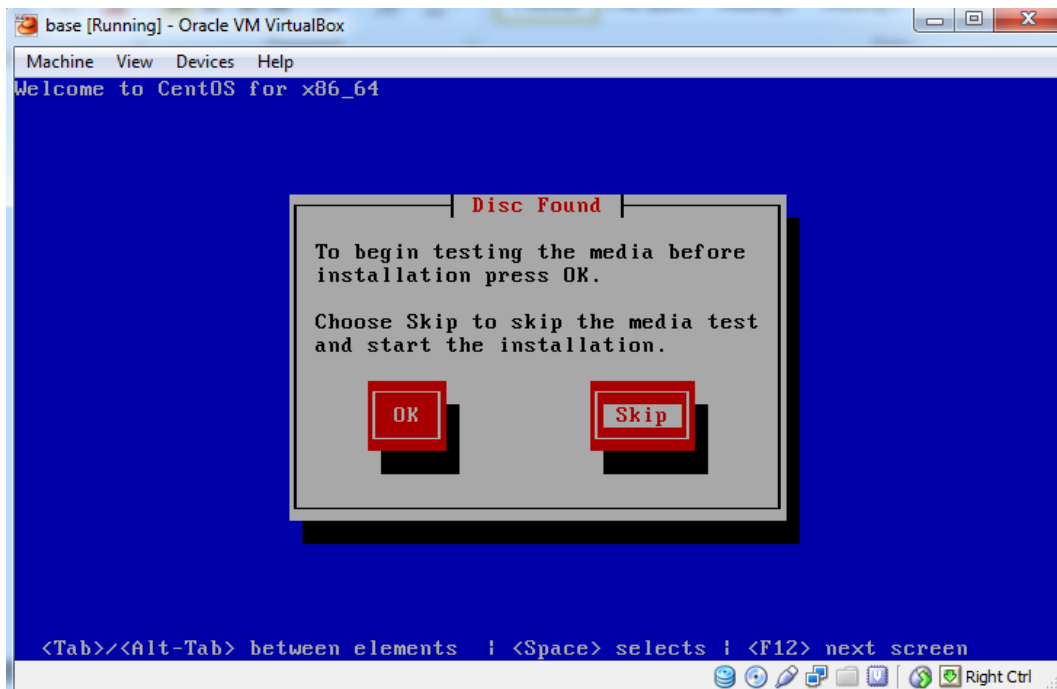 base [Running] - Oracle VM VirtualBox
Machine View Devices Help
Welcome to CentOS for x86_64
Disc Found
To begin testing the media before
installation press OK.
Choose Skip to skip the media test
and start the installation.
OK Skip
<Tab>/<Alt-Tab> between elements | <Space> selects | <F12> next screen
Right Ctrl